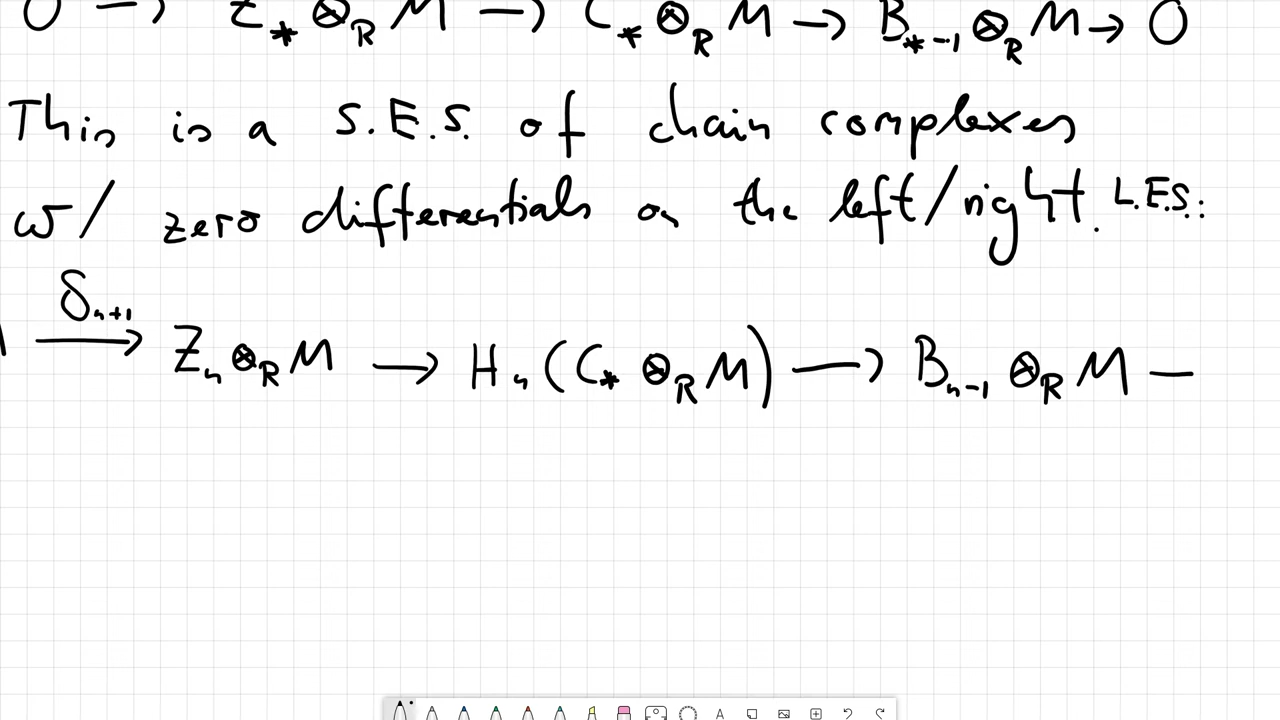 0 → Z_* ⊗_R M → C_* ⊗_R M → B_{*-1} ⊗_R M → 0
This is a S.E.S. of chain complexes
w/ zero differentials on the left/right. L.E.S.:
δ_{n+1}
→ Z_n ⊗_R M → H_n (C_* ⊗_R M) → B_{n-1} ⊗_R M —